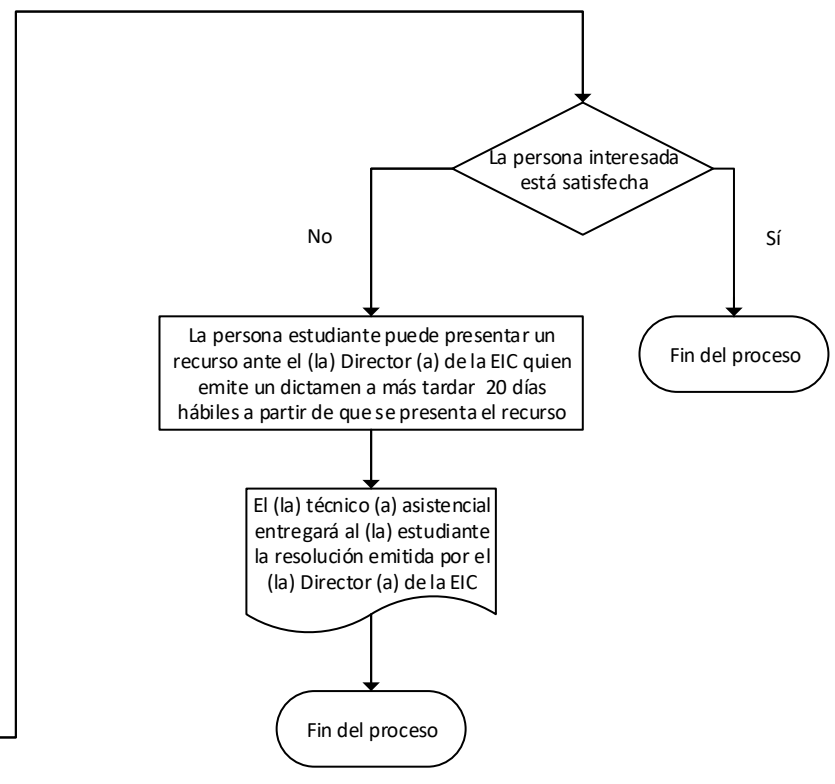 La persona interesada
está satisfecha
No
Sí
La persona estudiante puede presentar un
recurso ante el (la) Director (a) de la EIC quien
emite un dictamen a más tardar 20 días
hábiles a partir de que se presenta el recurso
Fin del proceso
El (la) técnico (a) asistencial
entregará al (la) estudiante
la resolución emitida por el
(la) Director (a) de la EIC
Fin del proceso